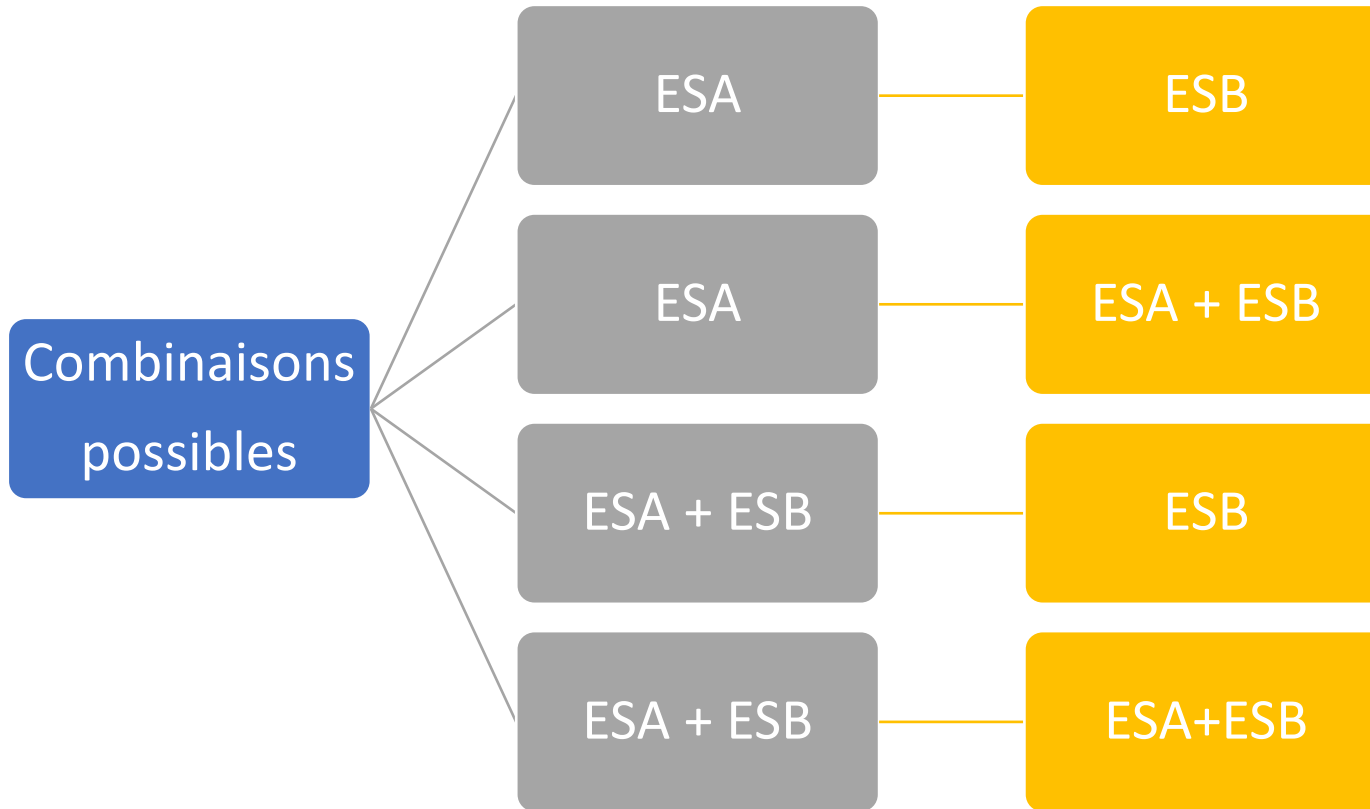 ESA
ESB
ESA
ESA + ESB
Combinaisons
possibles
ESA + ESB
ESB
ESA + ESB
ESA+ESB